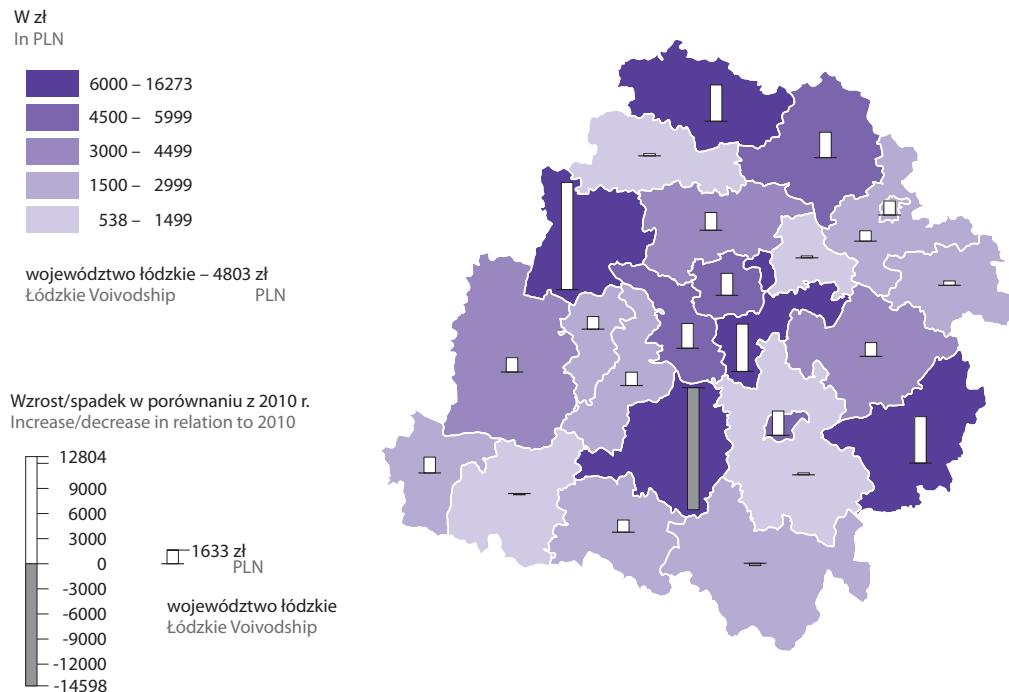 W zł
In PLN
6000 – 16273
4500 – 5999
3000 – 4499
1500 – 2999
538 – 1499
województwo łódzkie – 4803 zł
Łódzkie Voivodship PLN
Wzrost/spadek w porównaniu z 2010 r.
Increase/decrease in relation to 2010
12804
9000
6000
3000
0
-3000
-6000
-9000
-12000
-14598
1633 zł
PLN
województwo łódzkie
Łódzkie Voivodship